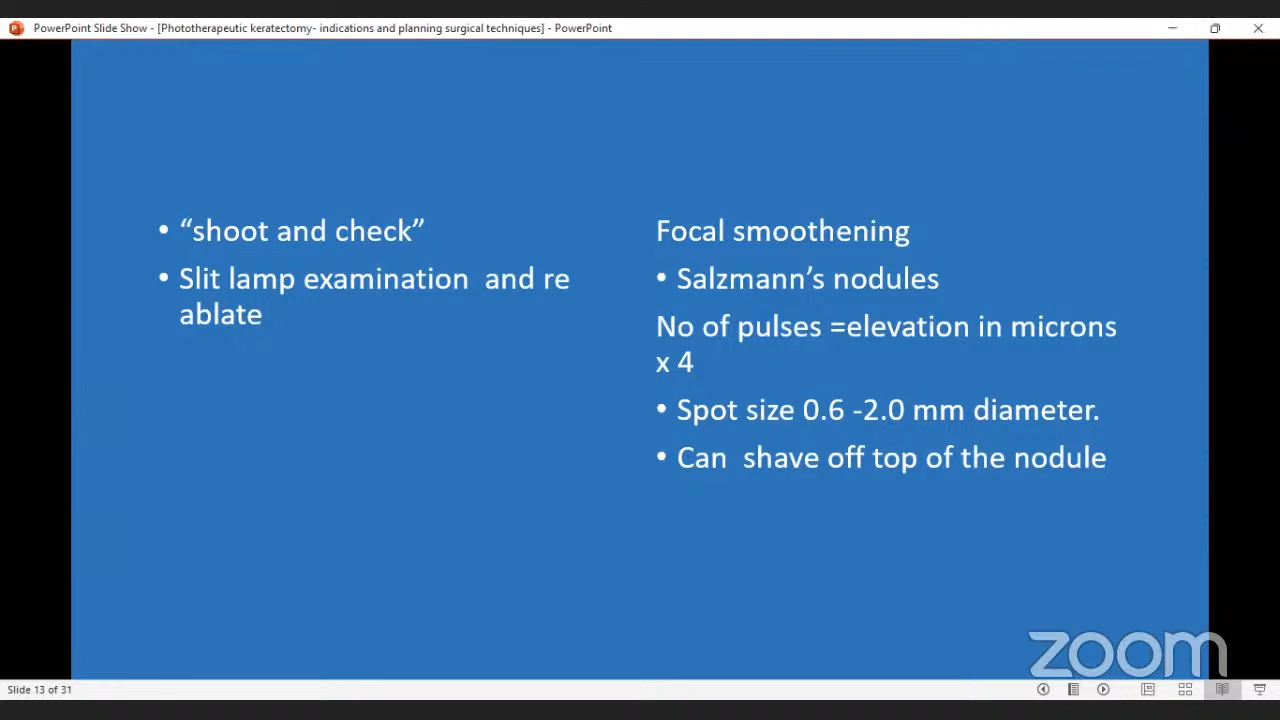 PowerPoint Slide Show - [Phototherapeutic keratectomy- indications and planning surgical techniques] - PowerPoint
• “shoot and check”
• Slit lamp examination  and re
ablate
Focal smoothening
• Salzmann’s nodules
No of pulses =elevation in microns
x 4
• Spot size 0.6 -2.0 mm diameter.
• Can  shave off top of the nodule
zoom
Slide 13 of 31